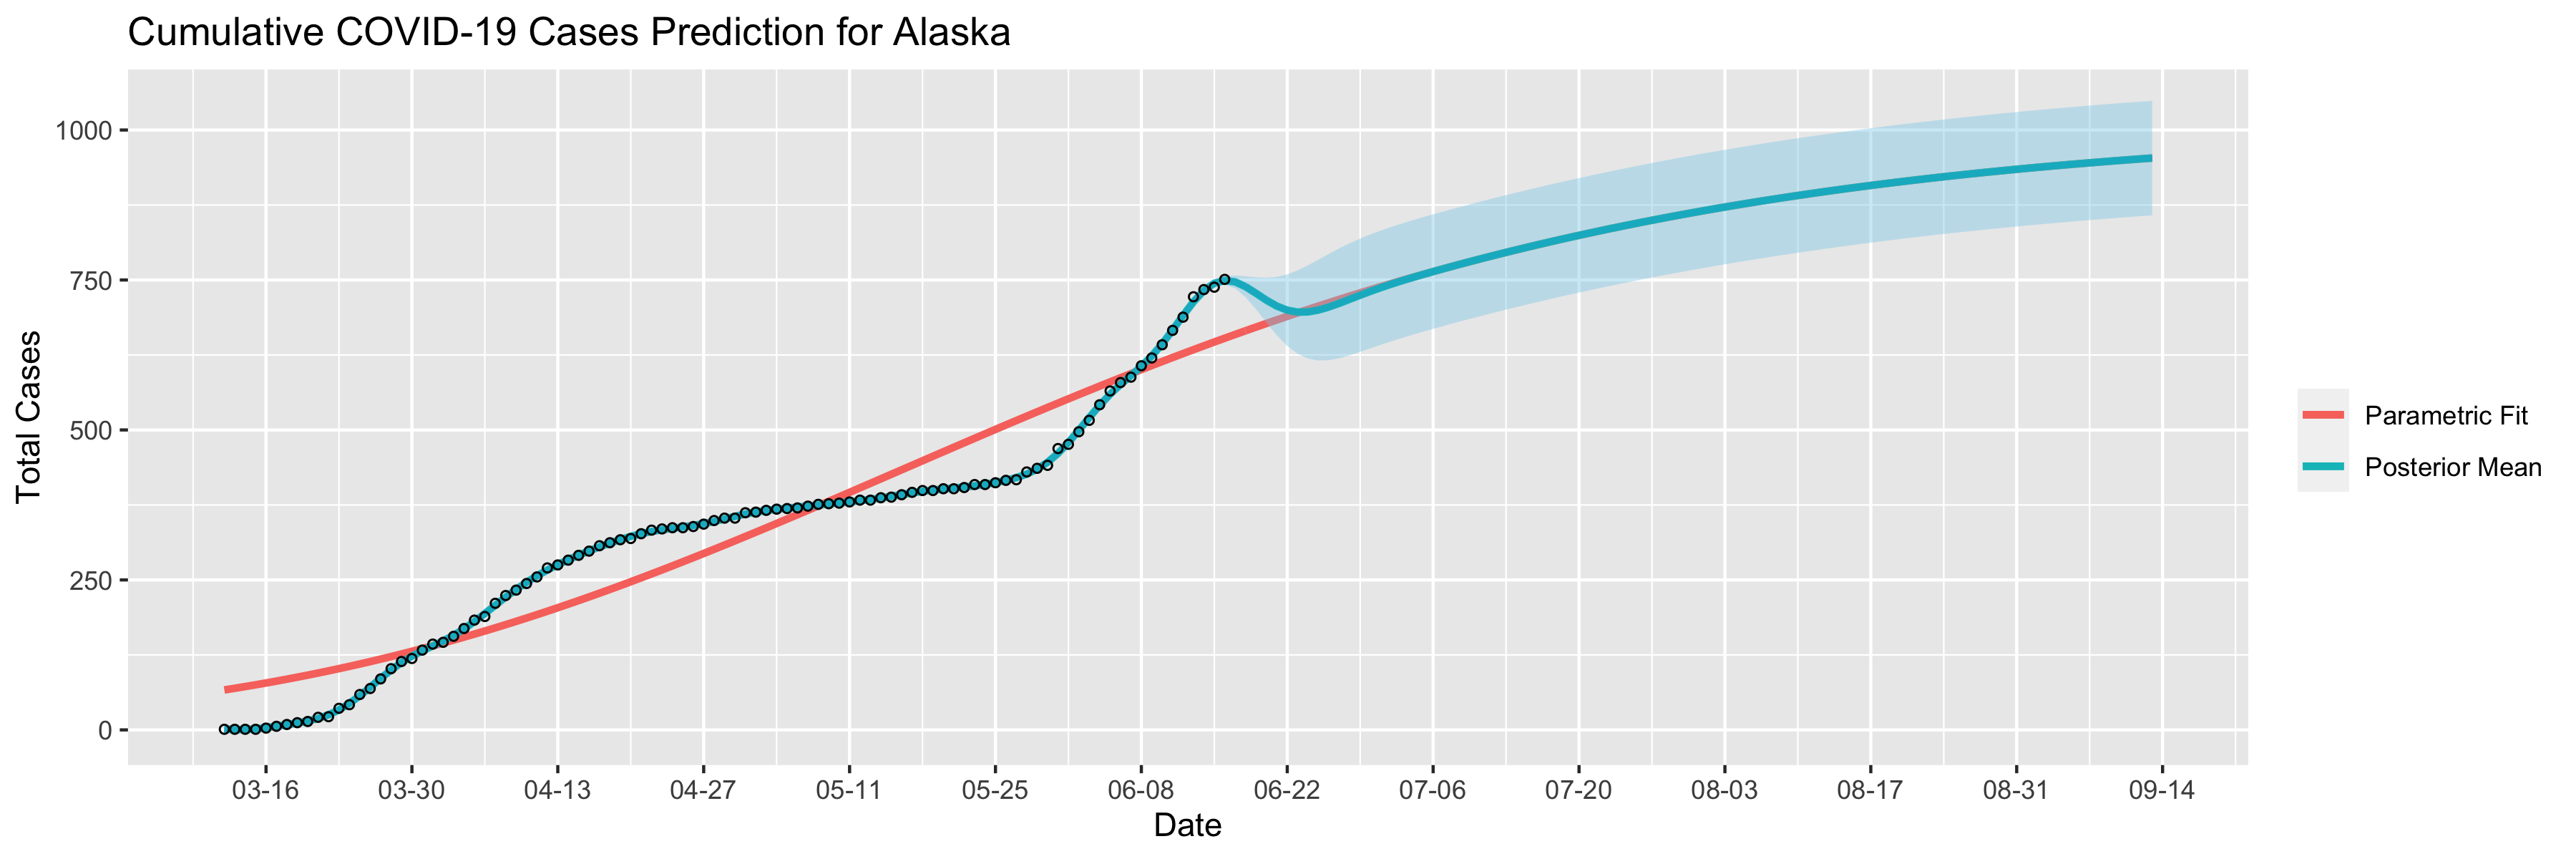 Cumulative COVID-19 Cases Prediction for Alaska
Total Cases
1000
750
500
250
0
03-16 03-30 04-13 04-27 05-11 05-25 06-08 06-22 07-06 07-20 08-03 08-17 08-31 09-14
Date
Parametric Fit
Posterior Mean